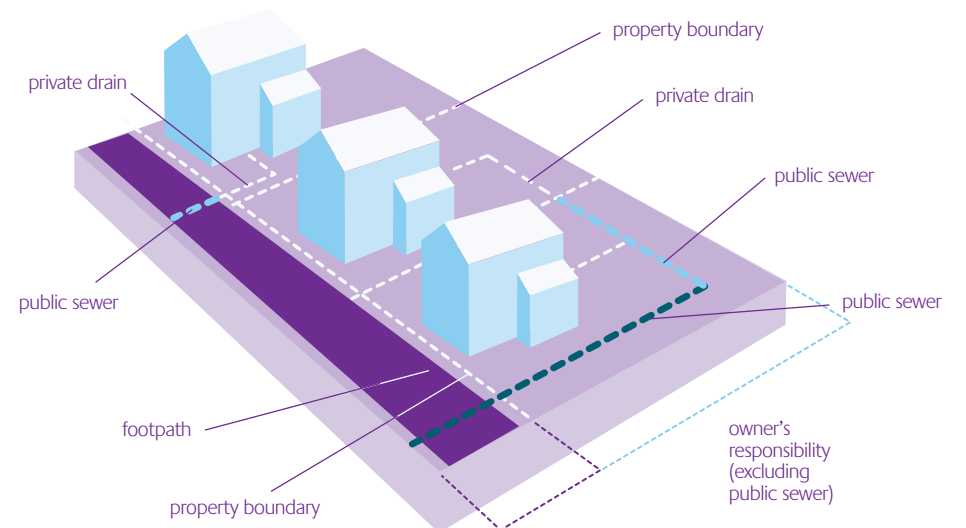 property boundary
private drain
private drain
public sewer
public sewer
public sewer
footpath
owner's
responsibility
(excluding
public sewer)
property boundary